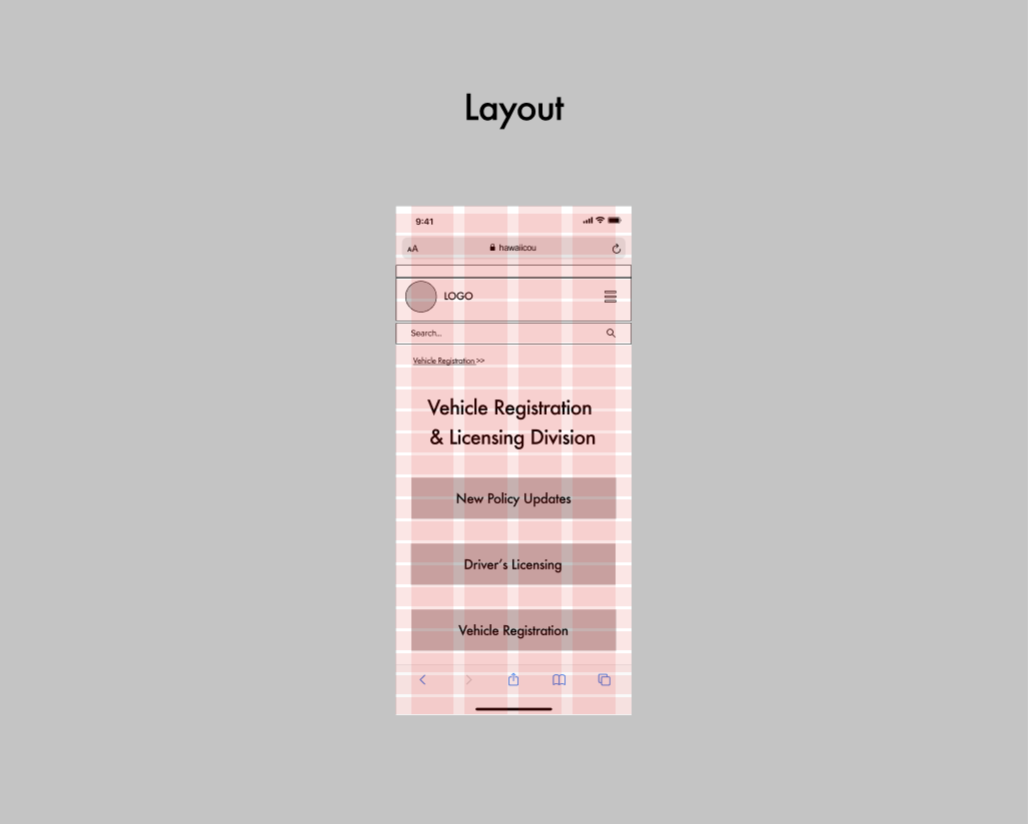 Layout
9:41
AA
hawaiicou
LOGO
Search...
Vehicle Registration >>
Vehicle Registration
& Licensing Division
New Policy Updates
Driver's Licensing
Vehicle Registration